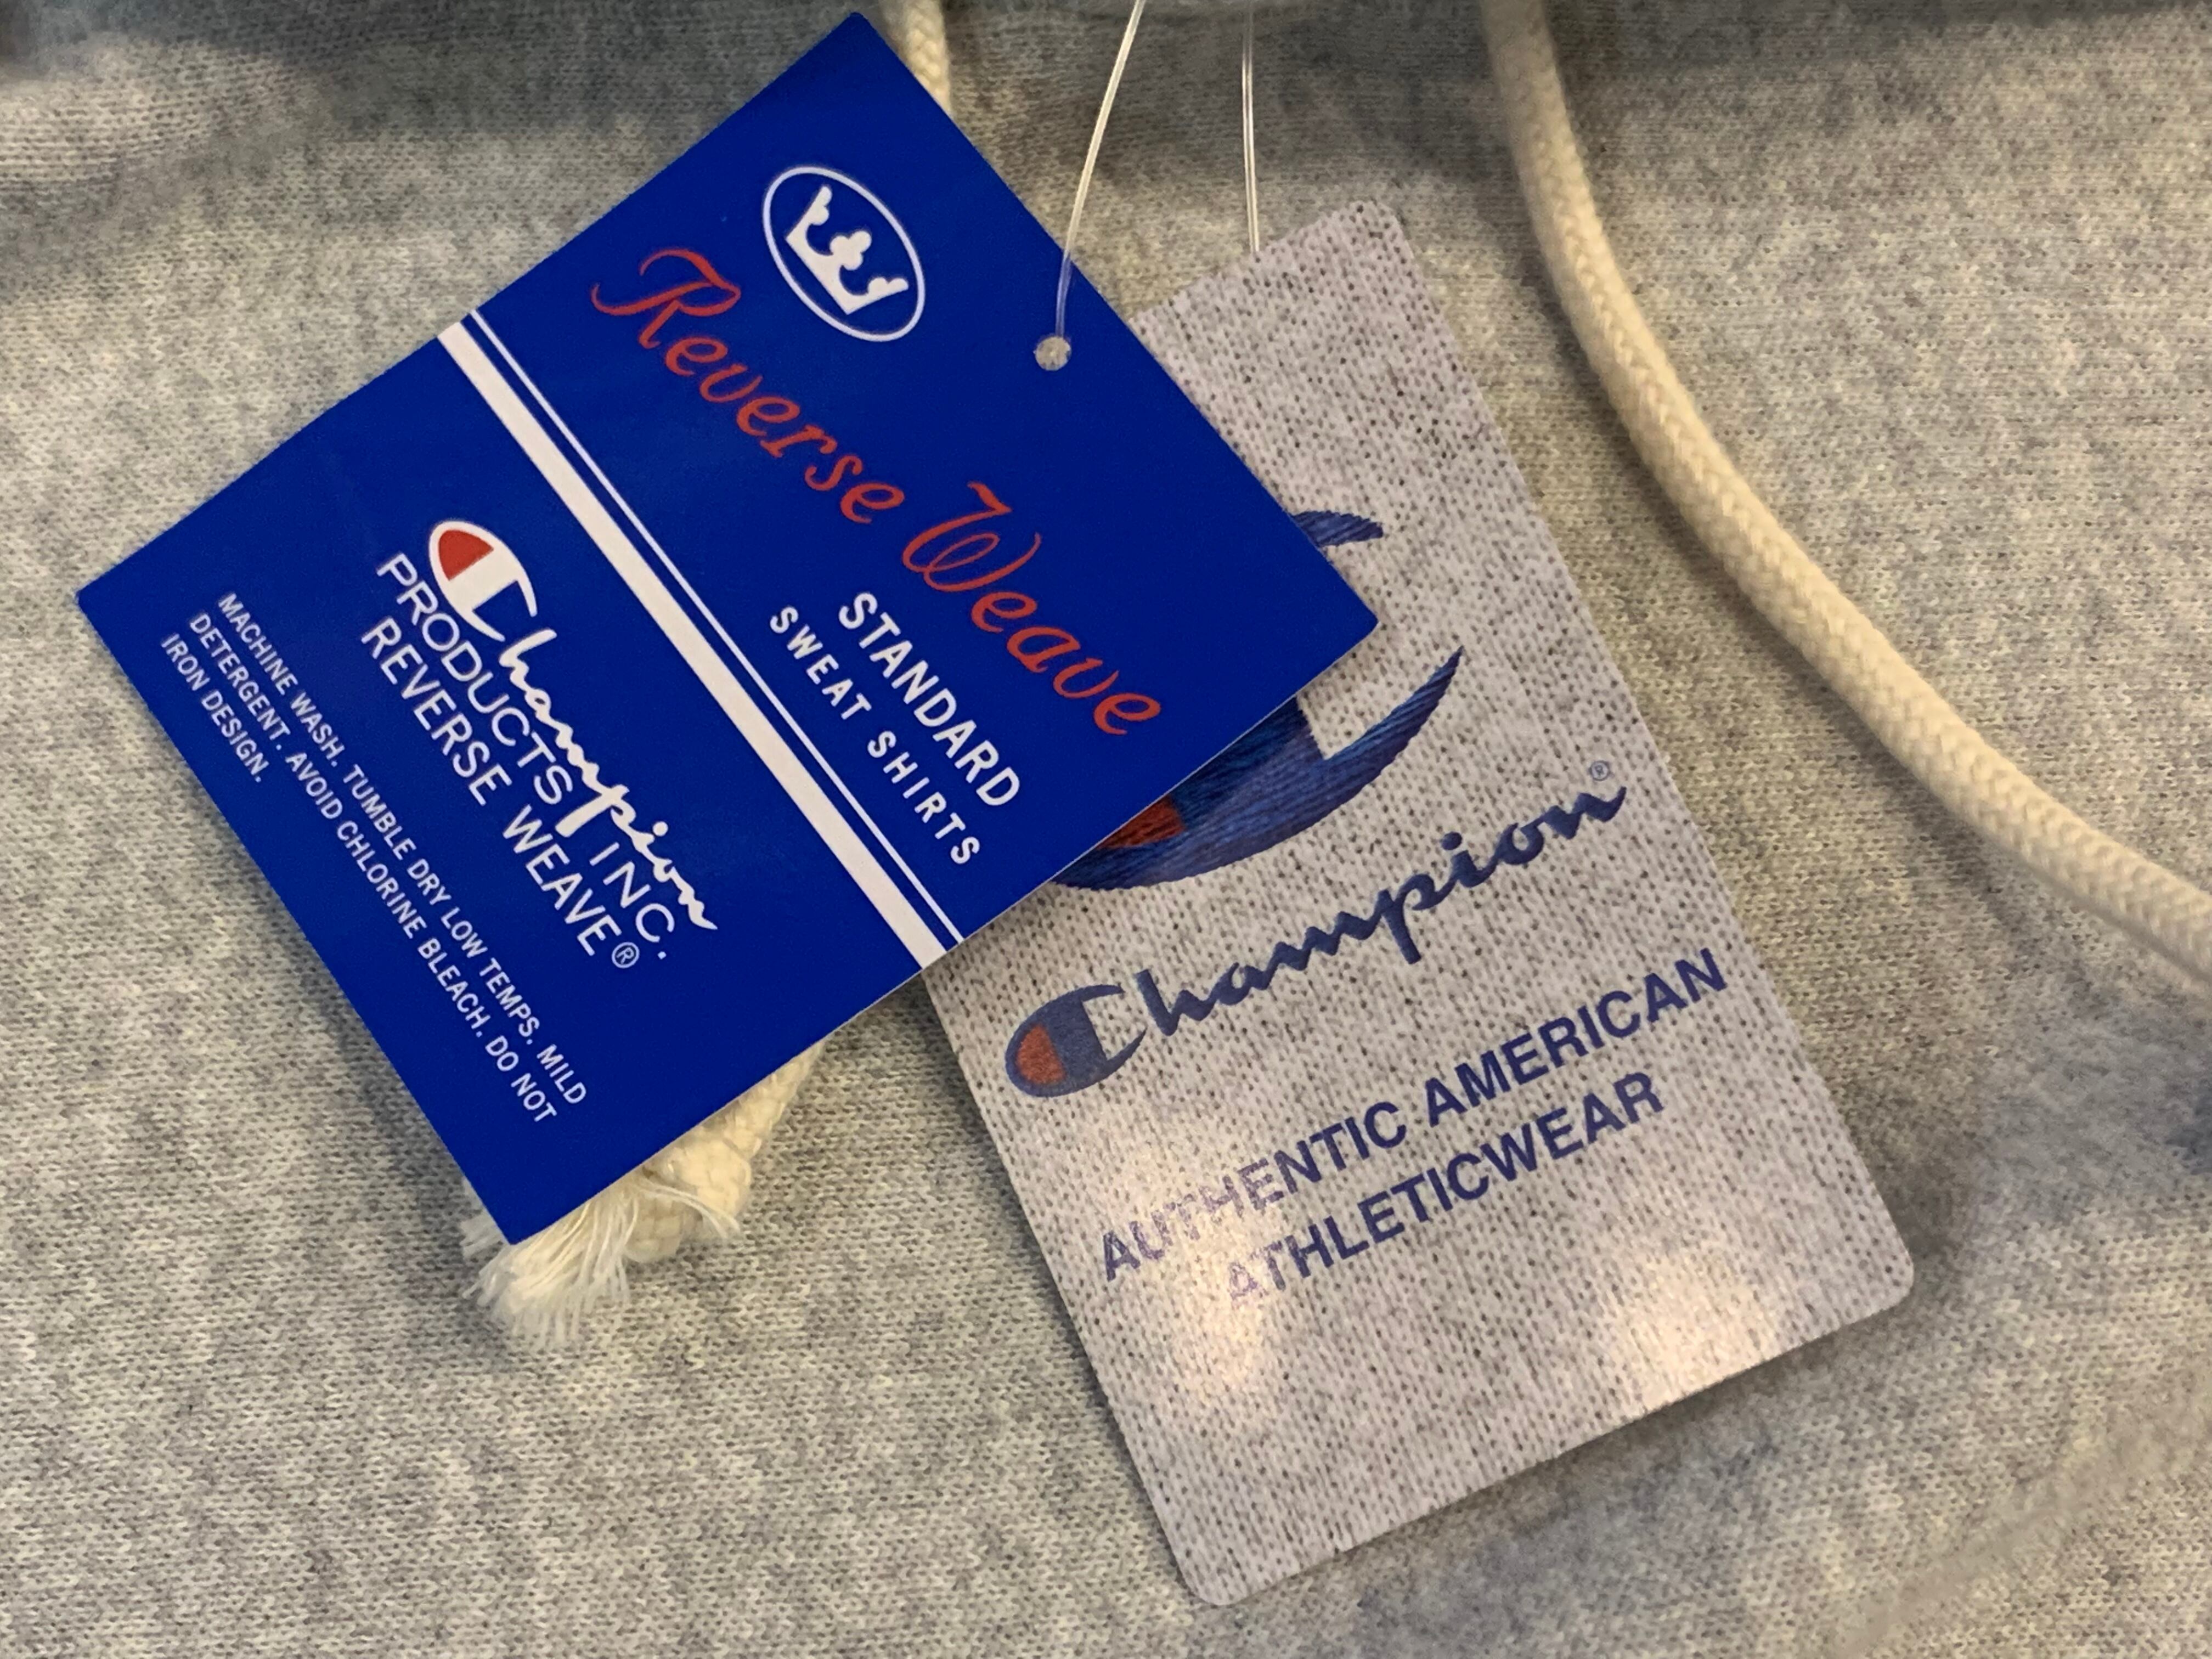 Reverse Weave
STANDARD
SWEAT SHIRTS
Champion
PRODUCTS INC.
REVERSE WEAVE®
MACHINE WASH. TUMBLE DRY LOW TEMPS. MILD
DETERGENT. AVOID CHLORINE BLEACH. DO NOT
IRON DESIGN.
Champion®
AUTHENTIC AMERICAN
ATHLETICWEAR